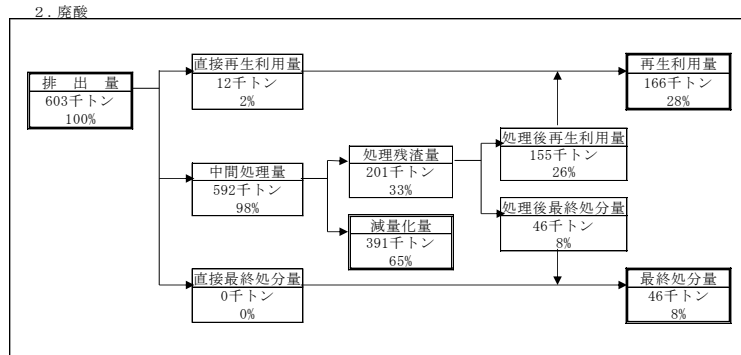 2．廃酸
排　出　量
603千トン
100%
直接再生利用量
12千トン
2%
再生利用量
166千トン
28%
中間処理量
592千トン
98%
処理残渣量
201千トン
33%
処理後再生利用量
155千トン
26%
減量化量
391千トン
65%
処理後最終処分量
46千トン
8%
直接最終処分量
0千トン
0%
最終処分量
46千トン
8%